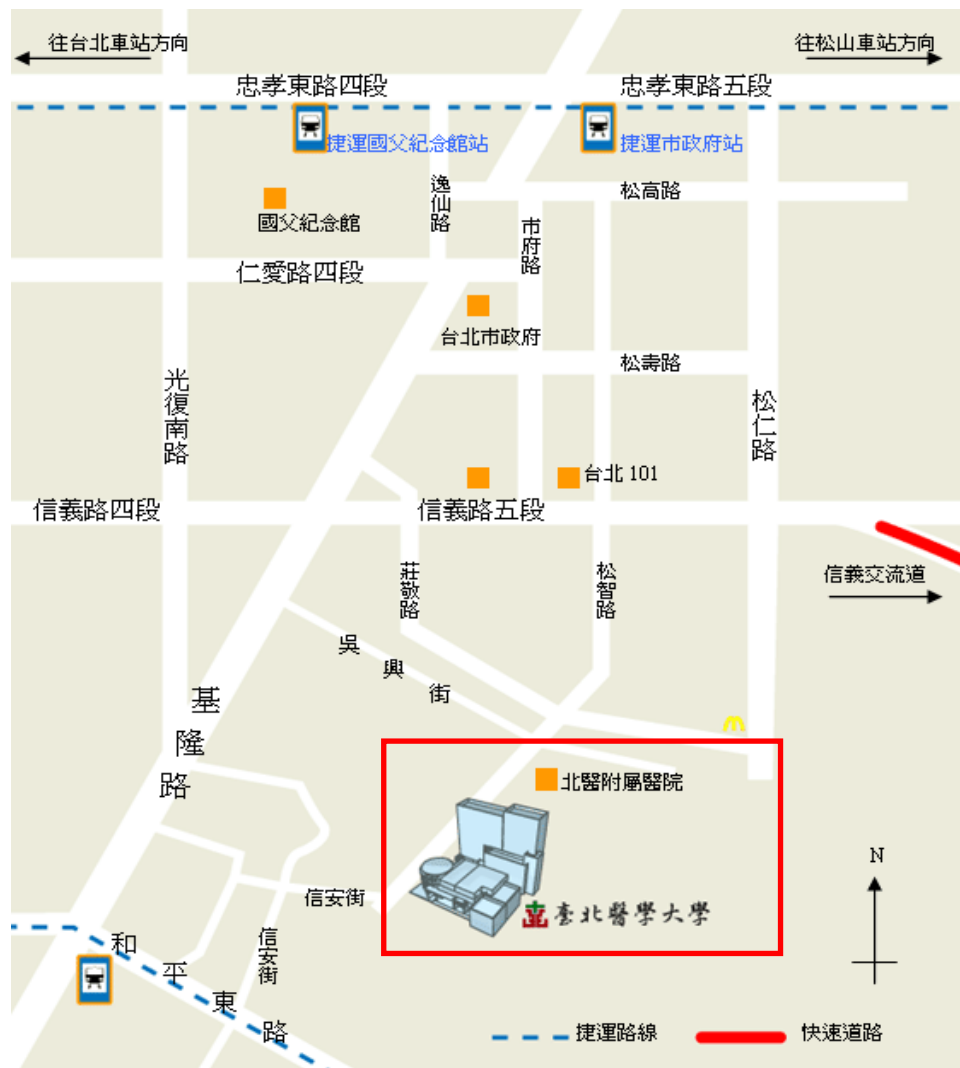 往台北車站方向
往松山車站方向
忠孝東路四段
忠孝東路五段
捷運國父紀念館站
捷運市政府站
逸仙路
松高路
國父紀念館
市府路
仁愛路四段
台北市政府
松壽路
光復南路
松仁路
台北 101
信義路四段
信義路五段
莊敬路
松智路
信義交流道
吳興街
基隆路
北醫附屬醫院
信安街
臺北醫學大學
N
信安街
和平東路
捷運路線
快速道路